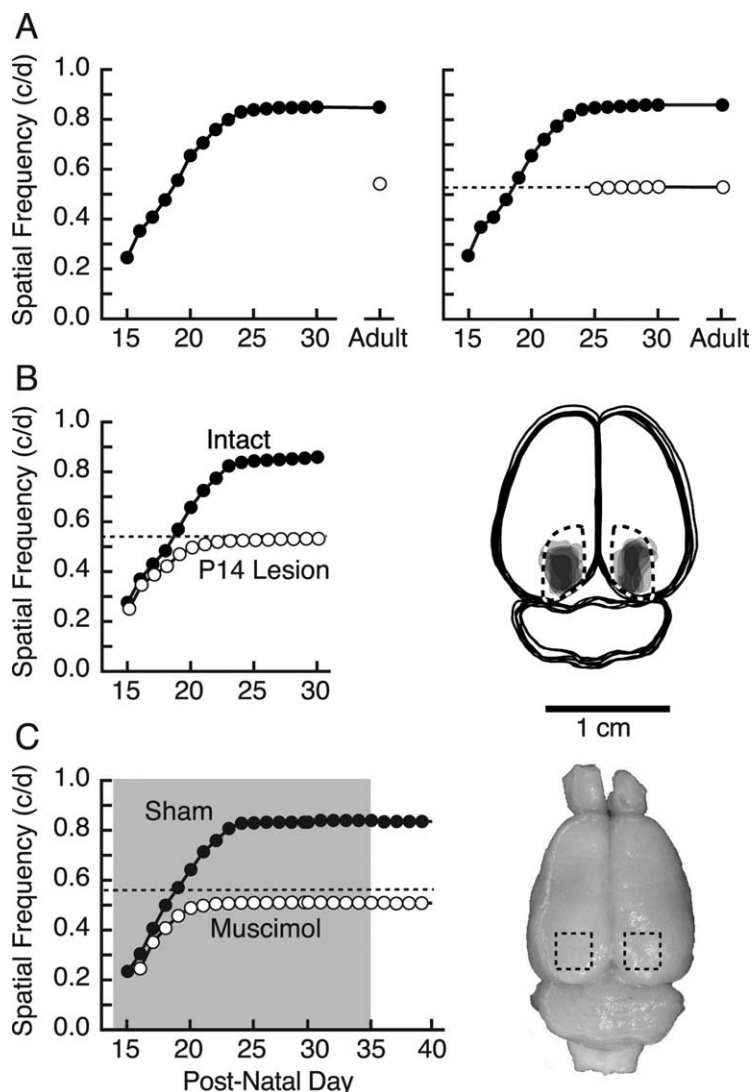 A
Spatial Frequency (c/d)
1.0
0.8
0.6
0.4
0.2
0.0
15 20 25 30 Adult
Spatial Frequency (c/d)
1.0
0.8
0.6
0.4
0.2
0.0
15 20 25 30 Adult
B
Spatial Frequency (c/d)
1.0
0.8
0.6
0.4
0.2
0.0
Intact
P14 Lesion
15 20 25 30
1 cm
C
Spatial Frequency (c/d)
1.0
0.8
0.6
0.4
0.2
0.0
Sham
Muscimol
15 20 25 30 35 40
Post-Natal Day